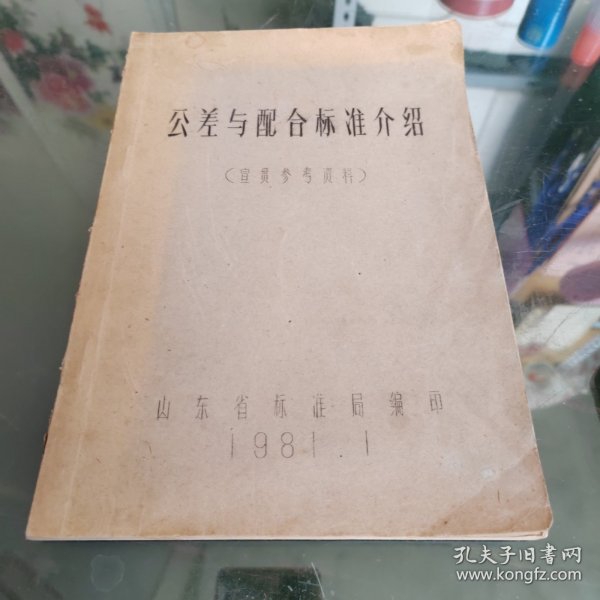 公差与配合标准介绍
（宣贯参考资料）
山东省标准局编印
1981.1
孔夫子旧书网
www.kongfz.com